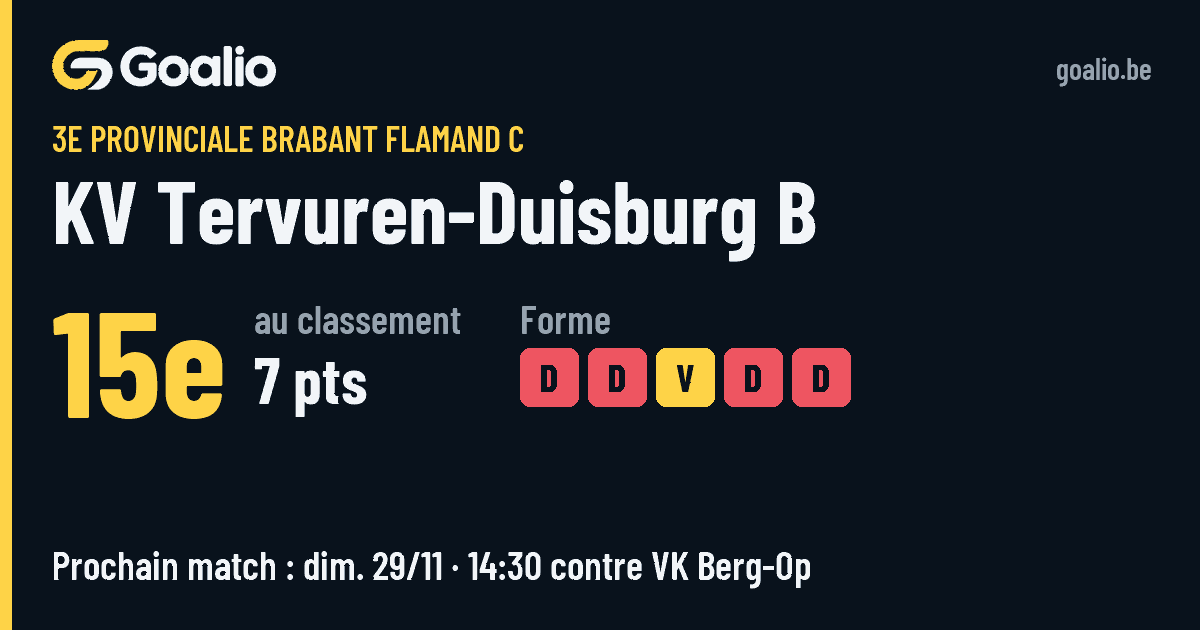 Goalio
goalio.be
3E PROVINCIALE BRABANT FLAMAND C
KV Tervuren-Duisburg B
15e
au classement
7 pts
Forme
D D V D D
Prochain match : dim. 29/11 · 14:30 contre VK Berg-Op